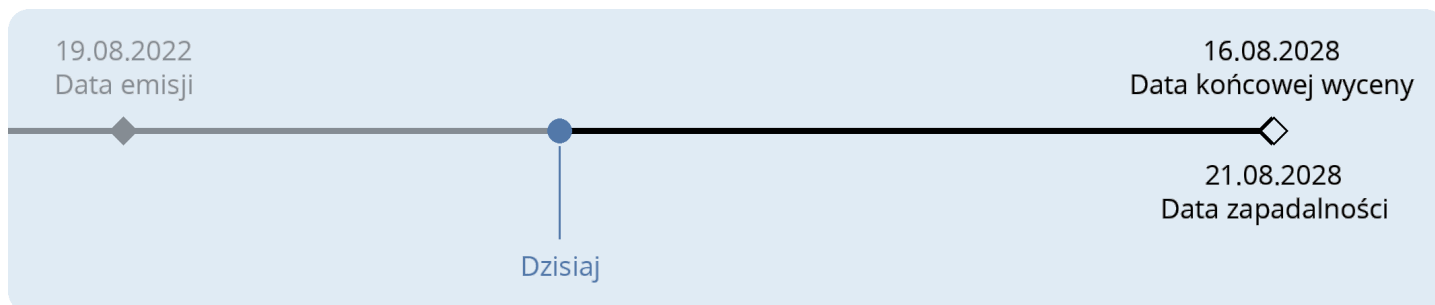 19.08.2022
Data emisji
16.08.2028
Data końcowej wyceny
21.08.2028
Data zapadalności
Dzisiaj